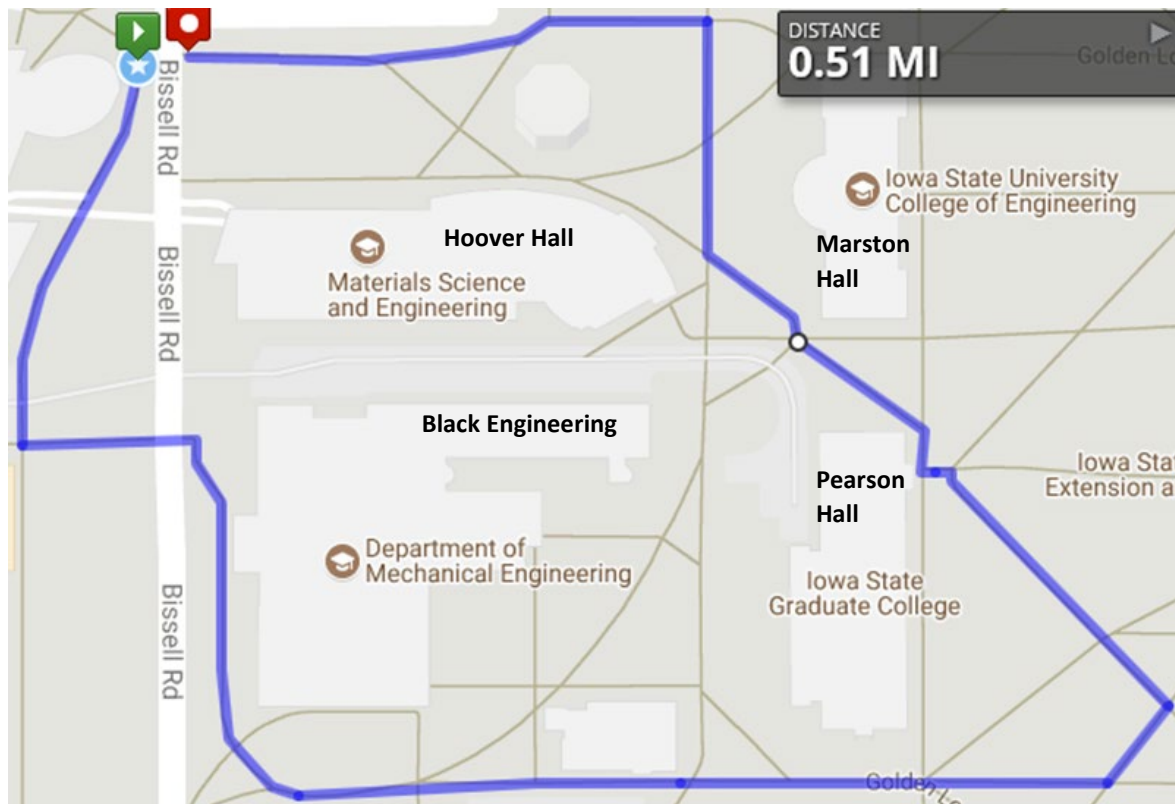 DISTANCE
0.51 MI
Golden Lo
Bissell Rd
Iowa State University
College of Engineering
Hoover Hall
Marston
Hall
Materials Science
and Engineering
Bissell Rd
Black Engineering
Iowa Stat
Extension a
Pearson
Hall
Department of
Mechanical Engineering
Iowa State
Graduate College
Bissell Rd
Golden-Lo